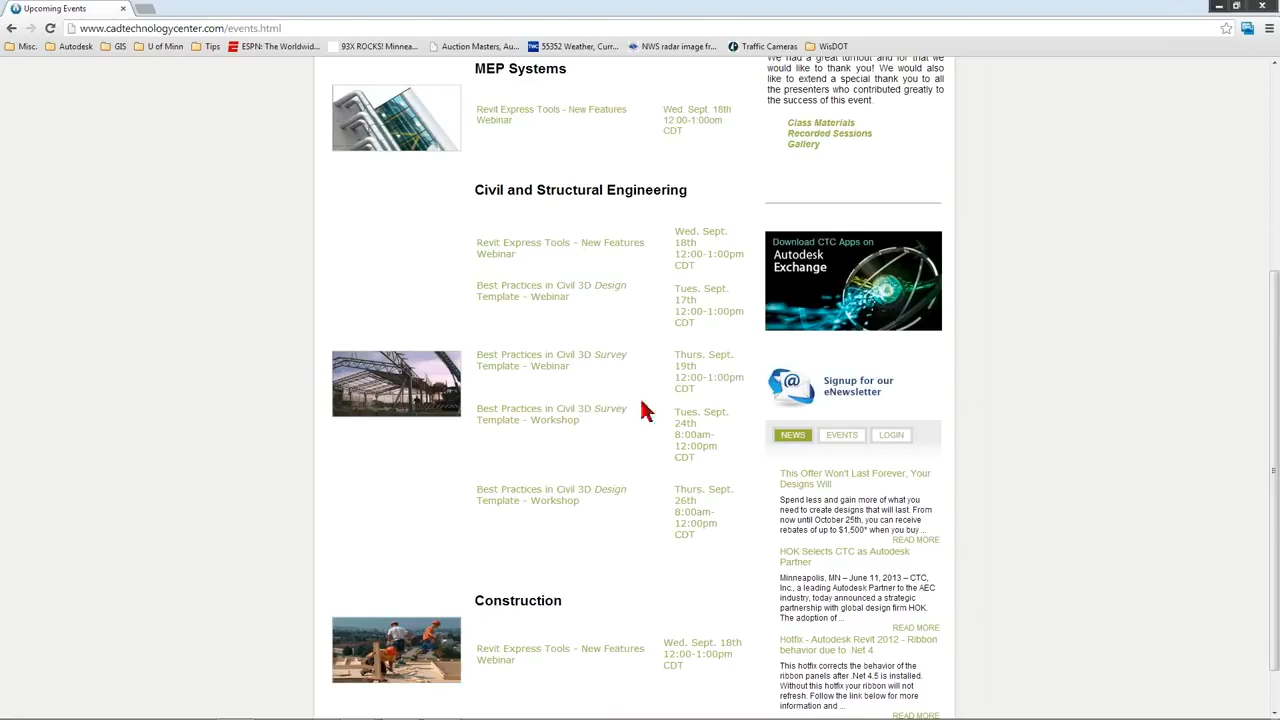 Upcoming Events
www.cadtechnologycenter.com/events.html
Misc. Autodesk GIS U of Minn Tips ESPN: The Worldwid... 93X ROCKS! Minnea... Auction Masters, Au... 55352 Weather, Curr... NWS radar image fr... Traffic Cameras WisDOT
MEP Systems
Revit Express Tools - New Features
Webinar
Wed. Sept. 18th
12:00-1:00om
CDT
Civil and Structural Engineering
Revit Express Tools - New Features
Webinar
Wed. Sept.
18th
12:00-1:00pm
CDT
Best Practices in Civil 3D Design
Template - Webinar
Tues. Sept.
17th
12:00-1:00pm
CDT
Best Practices in Civil 3D Survey
Template - Webinar
Thurs. Sept.
19th
12:00-1:00pm
CDT
Best Practices in Civil 3D Survey
Template - Workshop
Tues. Sept.
24th
8:00am-
12:00pm
CDT
Best Practices in Civil 3D Design
Template - Workshop
Thurs. Sept.
26th
8:00am-
12:00pm
CDT
Construction
Revit Express Tools - New Features
Webinar
Wed. Sept. 18th
12:00-1:00pm
CDT
We had a great turnout and for that we
would like to thank you! We would also
like to extend a special thank you to all
the presenters who contributed greatly to
the success of this event.
Class Materials
Recorded Sessions
Gallery
Download CTC Apps on
Autodesk
Exchange
@
Signup for our
eNewsletter
NEWS EVENTS LOGIN
This Offer Won't Last Forever, Your
Designs Will
Spend less and gain more of what you
need to create designs that will last. From
now until October 25th, you can receive
rebates of up to $1,500* when you buy ...
READ MORE
HOK Selects CTC as Autodesk
Partner
Minneapolis, MN – June 11, 2013 – CTC,
Inc., a leading Autodesk Partner to the AEC
industry, today announced a strategic
partnership with global design firm HOK.
The adoption of ...
READ MORE
Hotfix - Autodesk Revit 2012 - Ribbon
behavior due to .Net 4
This hotfix corrects the behavior of the
ribbon panels after .Net 4.5 is installed.
Without this hotfix your ribbon will not
refresh. Follow the link below for more
information and ...
READ MORE